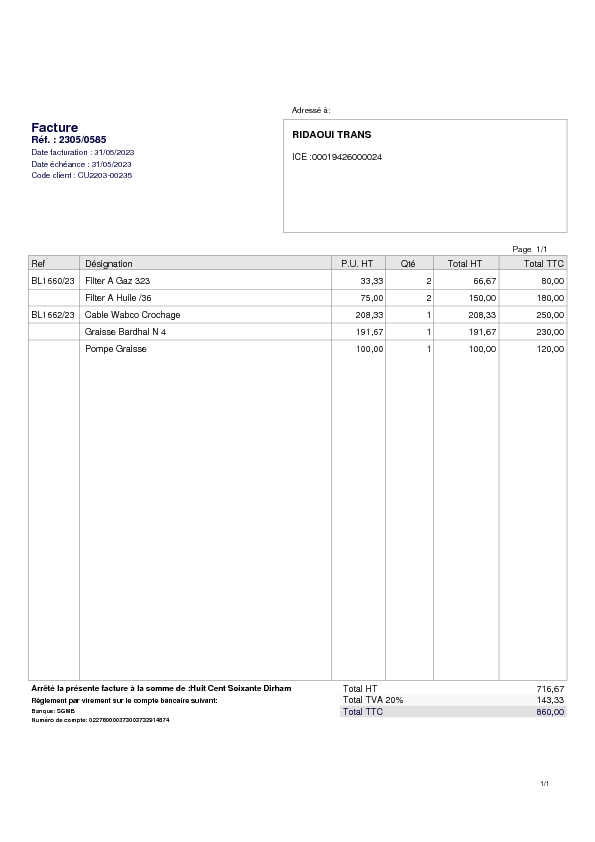 Adressé à:
Facture
Réf. : 2305/0585
Date facturation : 31/05/2023
Date échéance : 31/05/2023
Code client : CU2203-00235
RIDAOUI TRANS
ICE :00019426000024
Page 1/1
Ref Désignation P.U. HT Qté Total HT Total TTC
BL1660/23 Filter A Gaz 323 33,33 2 66,67 80,00
Filter A Huile /36 75,00 2 150,00 180,00
BL1662/23 Cable Wabco Crochage 208,33 1 208,33 250,00
Graisse Bardhal N 4 191,67 1 191,67 230,00
Pompe Graisse 100,00 1 100,00 120,00
Arrêté la présente facture à la somme de :Huit Cent Soixante Dirham
Règlement par virement sur le compte bancaire suivant:
Banque: SGMB
Numéro de compte:
Total HT 716,67
Total TVA 20% 143,33
Total TTC 860,00
1/1